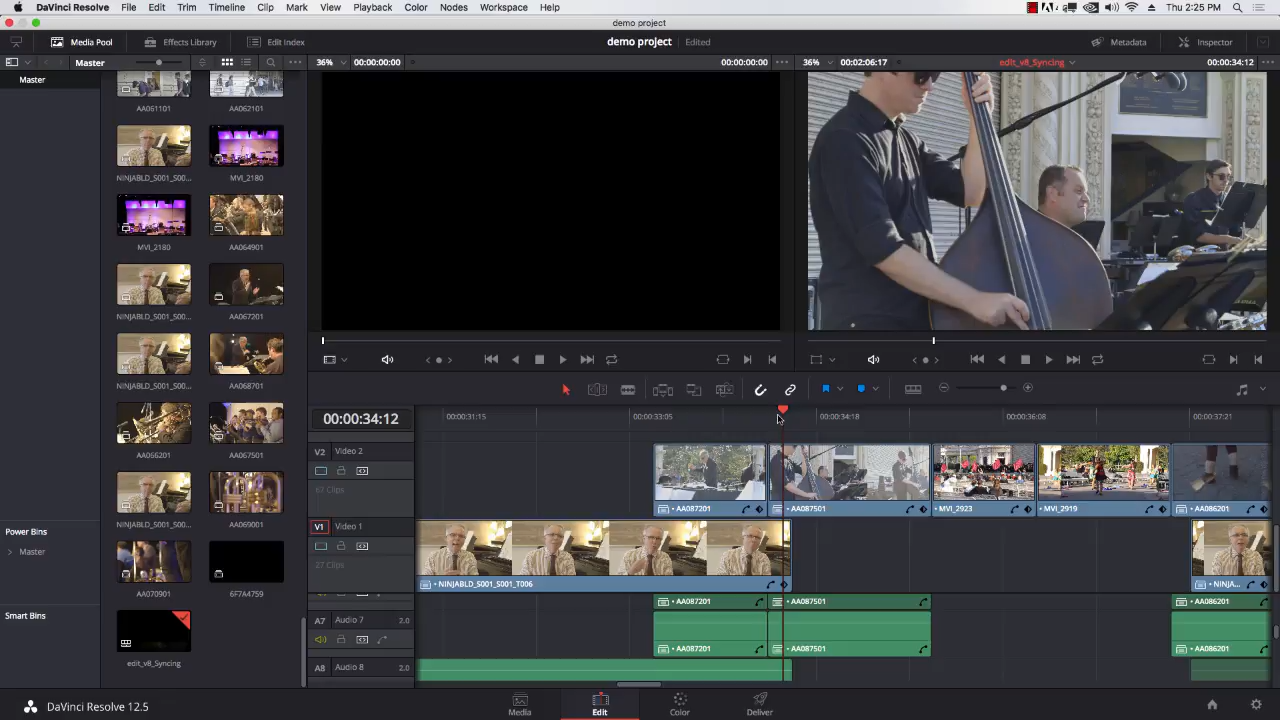 DaVinci Resolve File Edit Trim Timeline Clip Mark View Playback Color Nodes Workspace Help Thu 2:25 PM
demo project
Media Pool Effects Library Edit Index demo project Edited Metadata Inspector
Master 36% 00:00:00:00 00:00:00:00 36% 00:02:06:17 edit_v8_Syncing 00:00:34:12
Master
AA061101 AA062101
NINJABLD_S001_S00... MVI_2180
MVI_2180 AA064901
NINJABLD_S001_S00... AA067201
NINJABLD_S001_S00... AA068701
AA066201 AA067501
NINJABLD_S001_S00... AA069001
AA070901 6F7A4759
edit_v8_Syncing
Power Bins
Master
Smart Bins
00:00:34:12 00:00:31:15 00:00:33:05 00:00:34:18 00:00:36:08 00:00:37:21
V2 Video 2
67 Clips
• AA087201 • AA087501 • MVI_2923 • MVI_2919 • AA086201
V1 Video 1
27 Clips
• NINJABLD_S001_S001_T006 • NINJA...
• AA087201 • AA087501 • AA086201
A7 Audio 7 2.0
• AA087201 • AA087501 • AA086201
A8 Audio 8 2.0
DaVinci Resolve 12.5 Media Edit Color Deliver